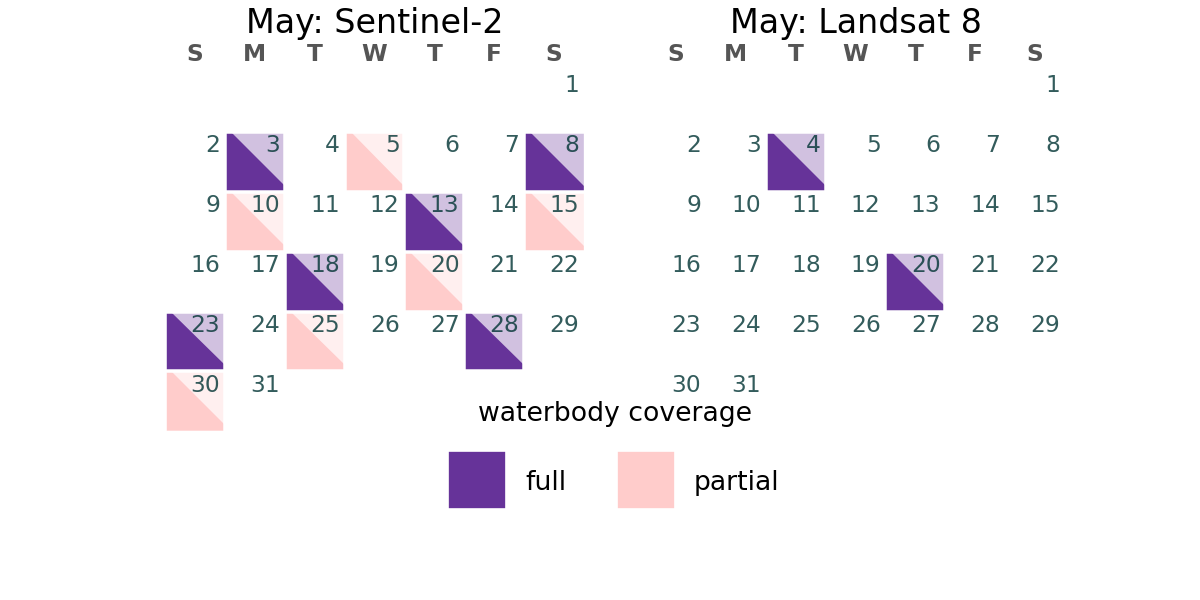 May: Sentinel-2
S M T W T F S
1
2 3 4 5 6 7 8
9 10 11 12 13 14 15
16 17 18 19 20 21 22
23 24 25 26 27 28 29
30 31
May: Landsat 8
S M T W T F S
1
2 3 4 5 6 7 8
9 10 11 12 13 14 15
16 17 18 19 20 21 22
23 24 25 26 27 28 29
30 31
waterbody coverage
full partial